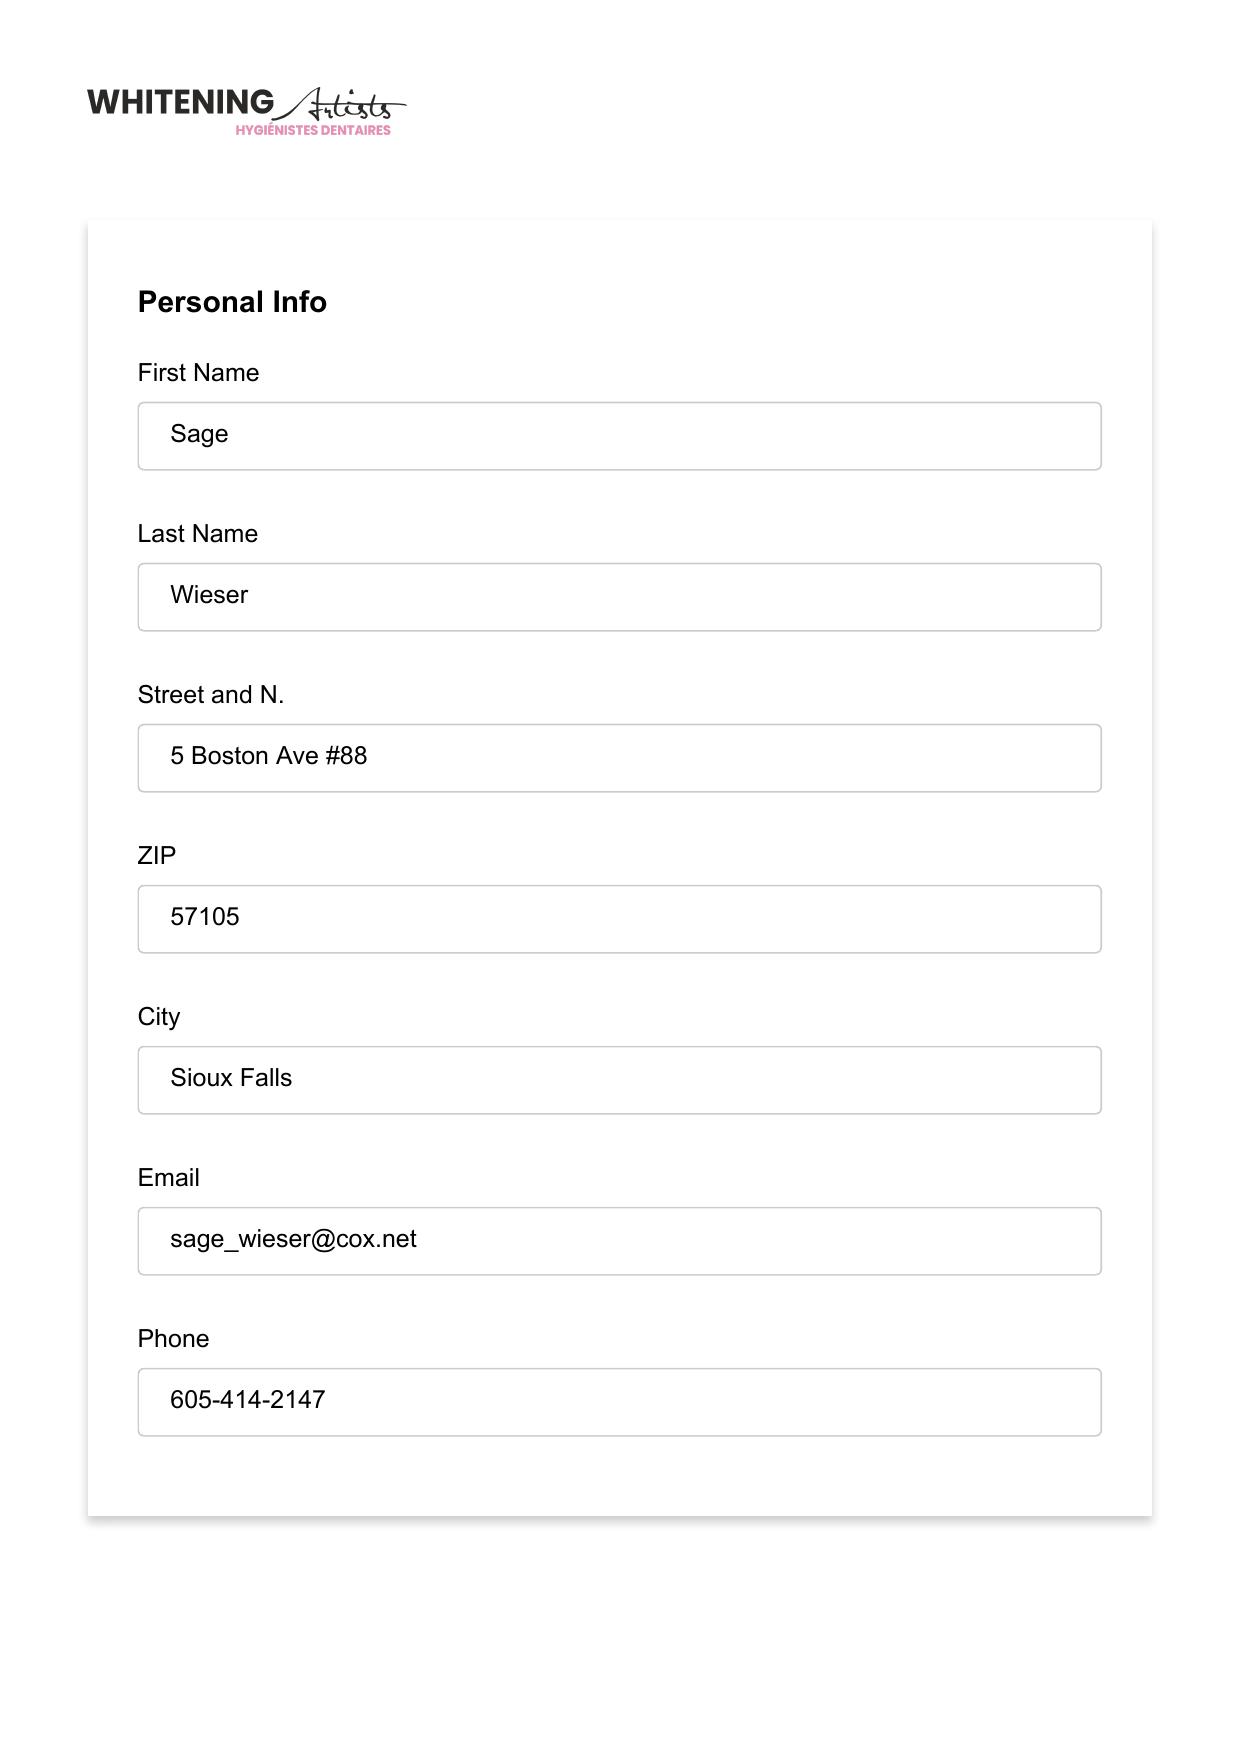 WHITENING Artists
HYGIÉNISTES DENTAIRES
Personal Info
First Name
Sage
Last Name
Wieser
Street and N.
5 Boston Ave #88
ZIP
57105
City
Sioux Falls
Email
sage_wieser@cox.net
Phone
605-414-2147